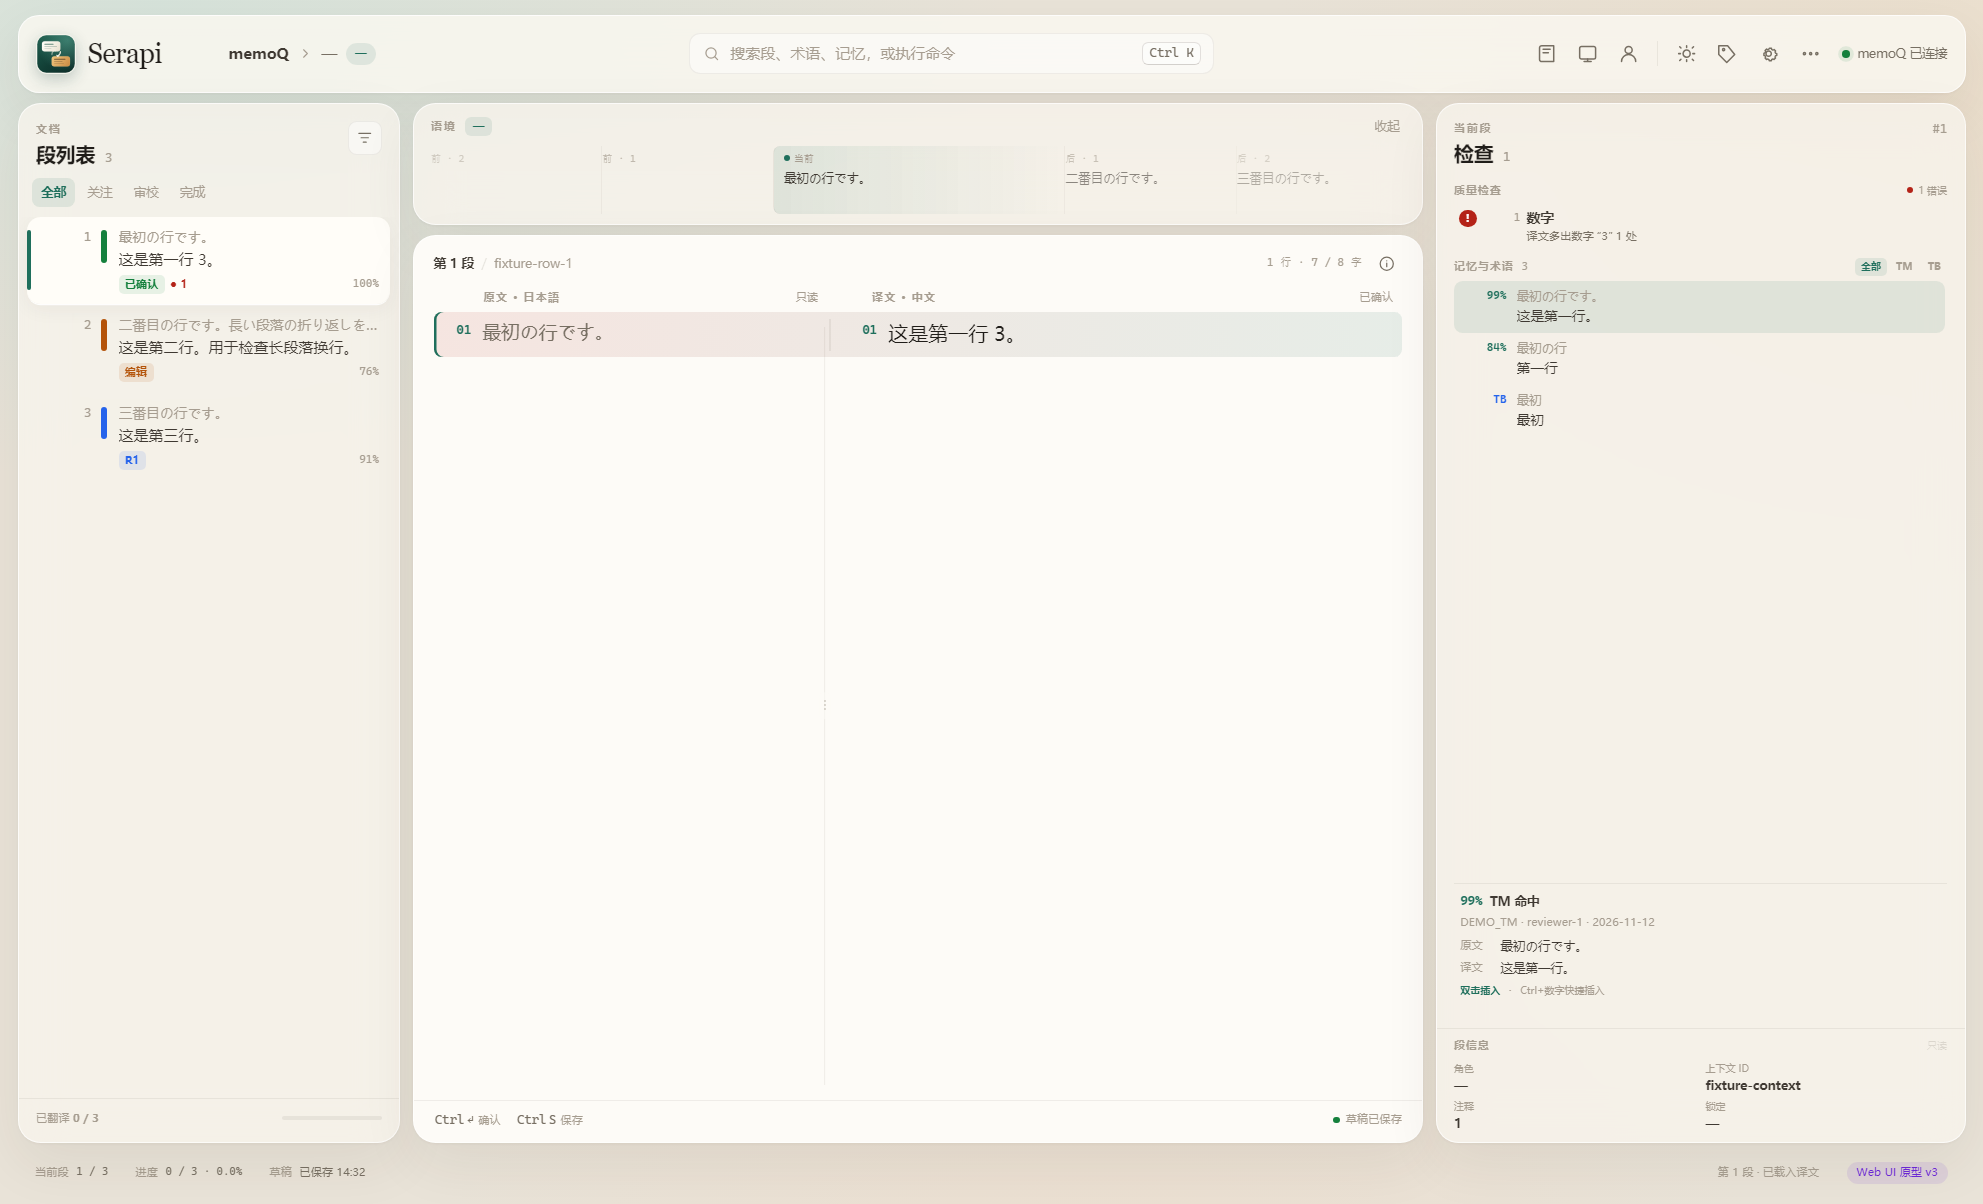 Serapi
memoQ › — —
搜索段、术语、记忆，或执行命令 Ctrl K
memoQ 已连接
文档
段列表 3
全部 关注 审校 完成
1 最初の行です。
这是第一行 3。
已确认 • 1 100%
2 二番目の行です。長い段落の折り返しを...
这是第二行。用于检查长段落换行。
编辑 76%
3 三番目の行です。
这是第三行。
R1 91%
已翻译 0 / 3
语境 — 收起
前 · 2
前 · 1
当前
最初の行です。
后 · 1
二番目の行です。
后 · 2
三番目の行です。
第 1 段 / fixture-row-1 1 行 · 7 / 8 字
原文 • 日本語 只读 译文 • 中文 已确认
01 最初の行です。 01 这是第一行 3。
Ctrl ↵ 确认 Ctrl S 保存 草稿已保存
当前段 #1
检查 1
质量检查 1 错误
1 数字
译文多出数字 “3” 1 处
记忆与术语 3 全部 TM TB
99% 最初の行です。
这是第一行。
84% 最初の行
第一行
TB 最初
最初
99% TM 命中
DEMO_TM · reviewer-1 · 2026-11-12
原文 最初の行です。
译文 这是第一行。
双击插入 · Ctrl+数字快捷插入
段信息 只读
角色 上下文 ID
— fixture-context
注释 锁定
1 —
当前段 1 / 3 进度 0 / 3 · 0.0% 草稿 已保存 14:32
第 1 段 · 已载入译文 Web UI 原型 v3